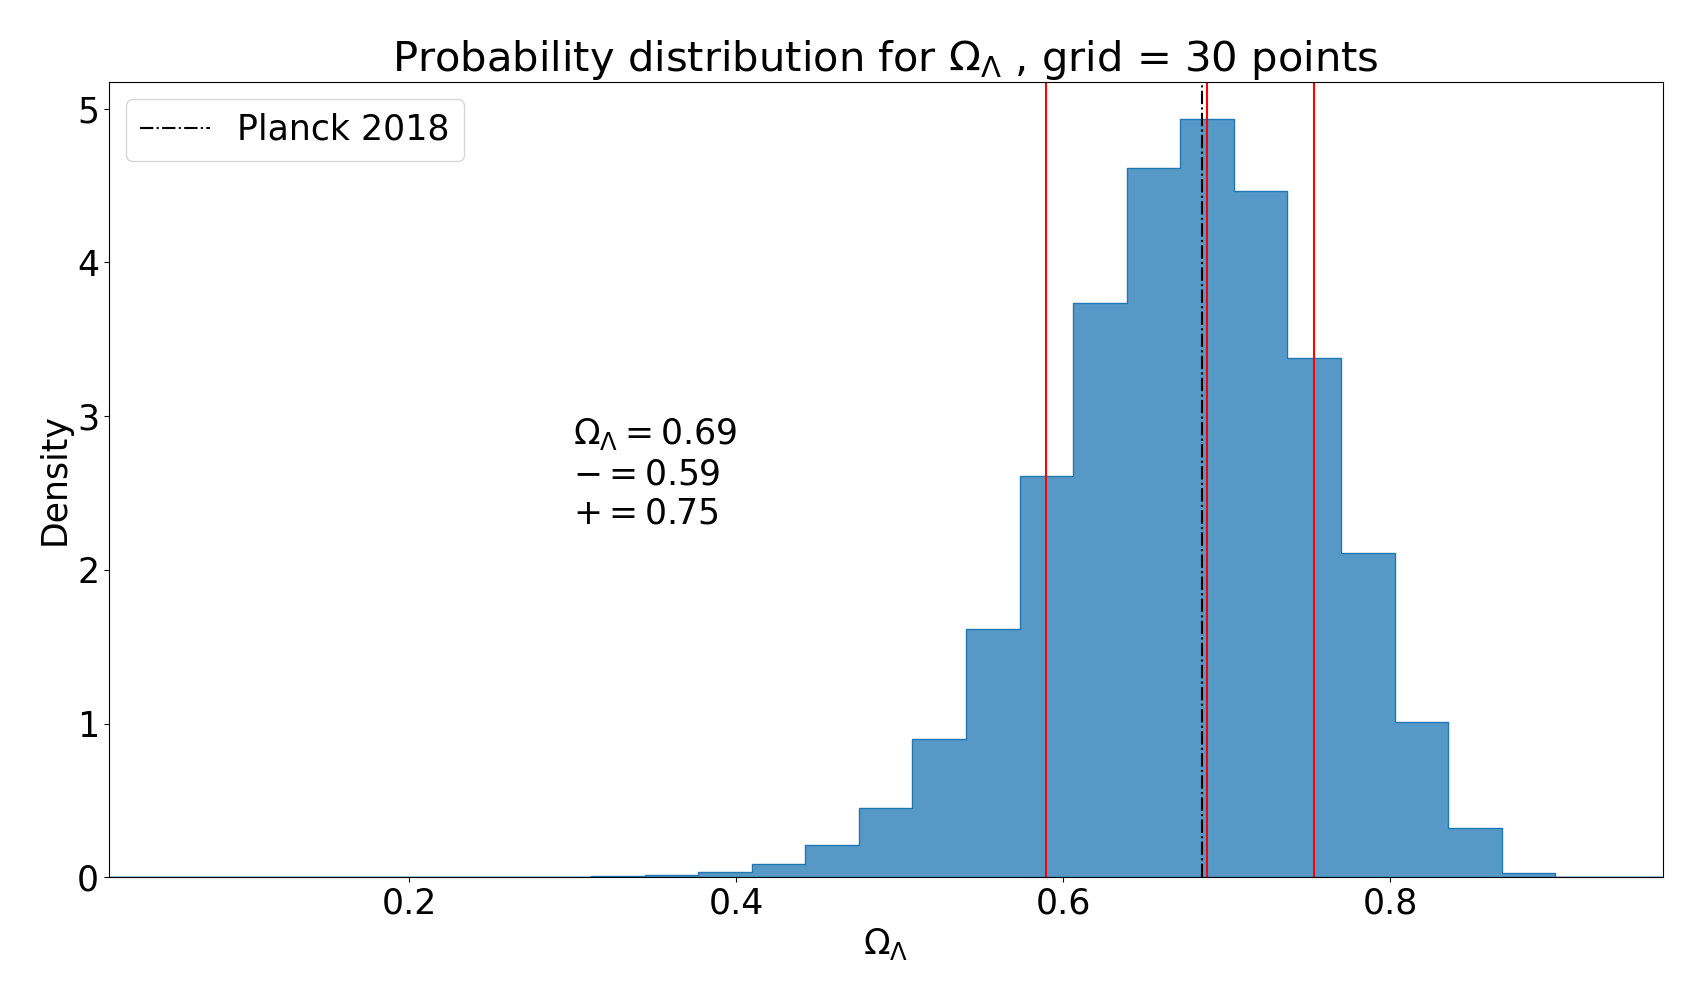 Probability distribution for Ω_Λ , grid = 30 points
Planck 2018
5
4
3
2
1
0
Density
Ω_Λ = 0.69
− = 0.59
+ = 0.75
0.2 0.4 0.6 0.8
Ω_Λ